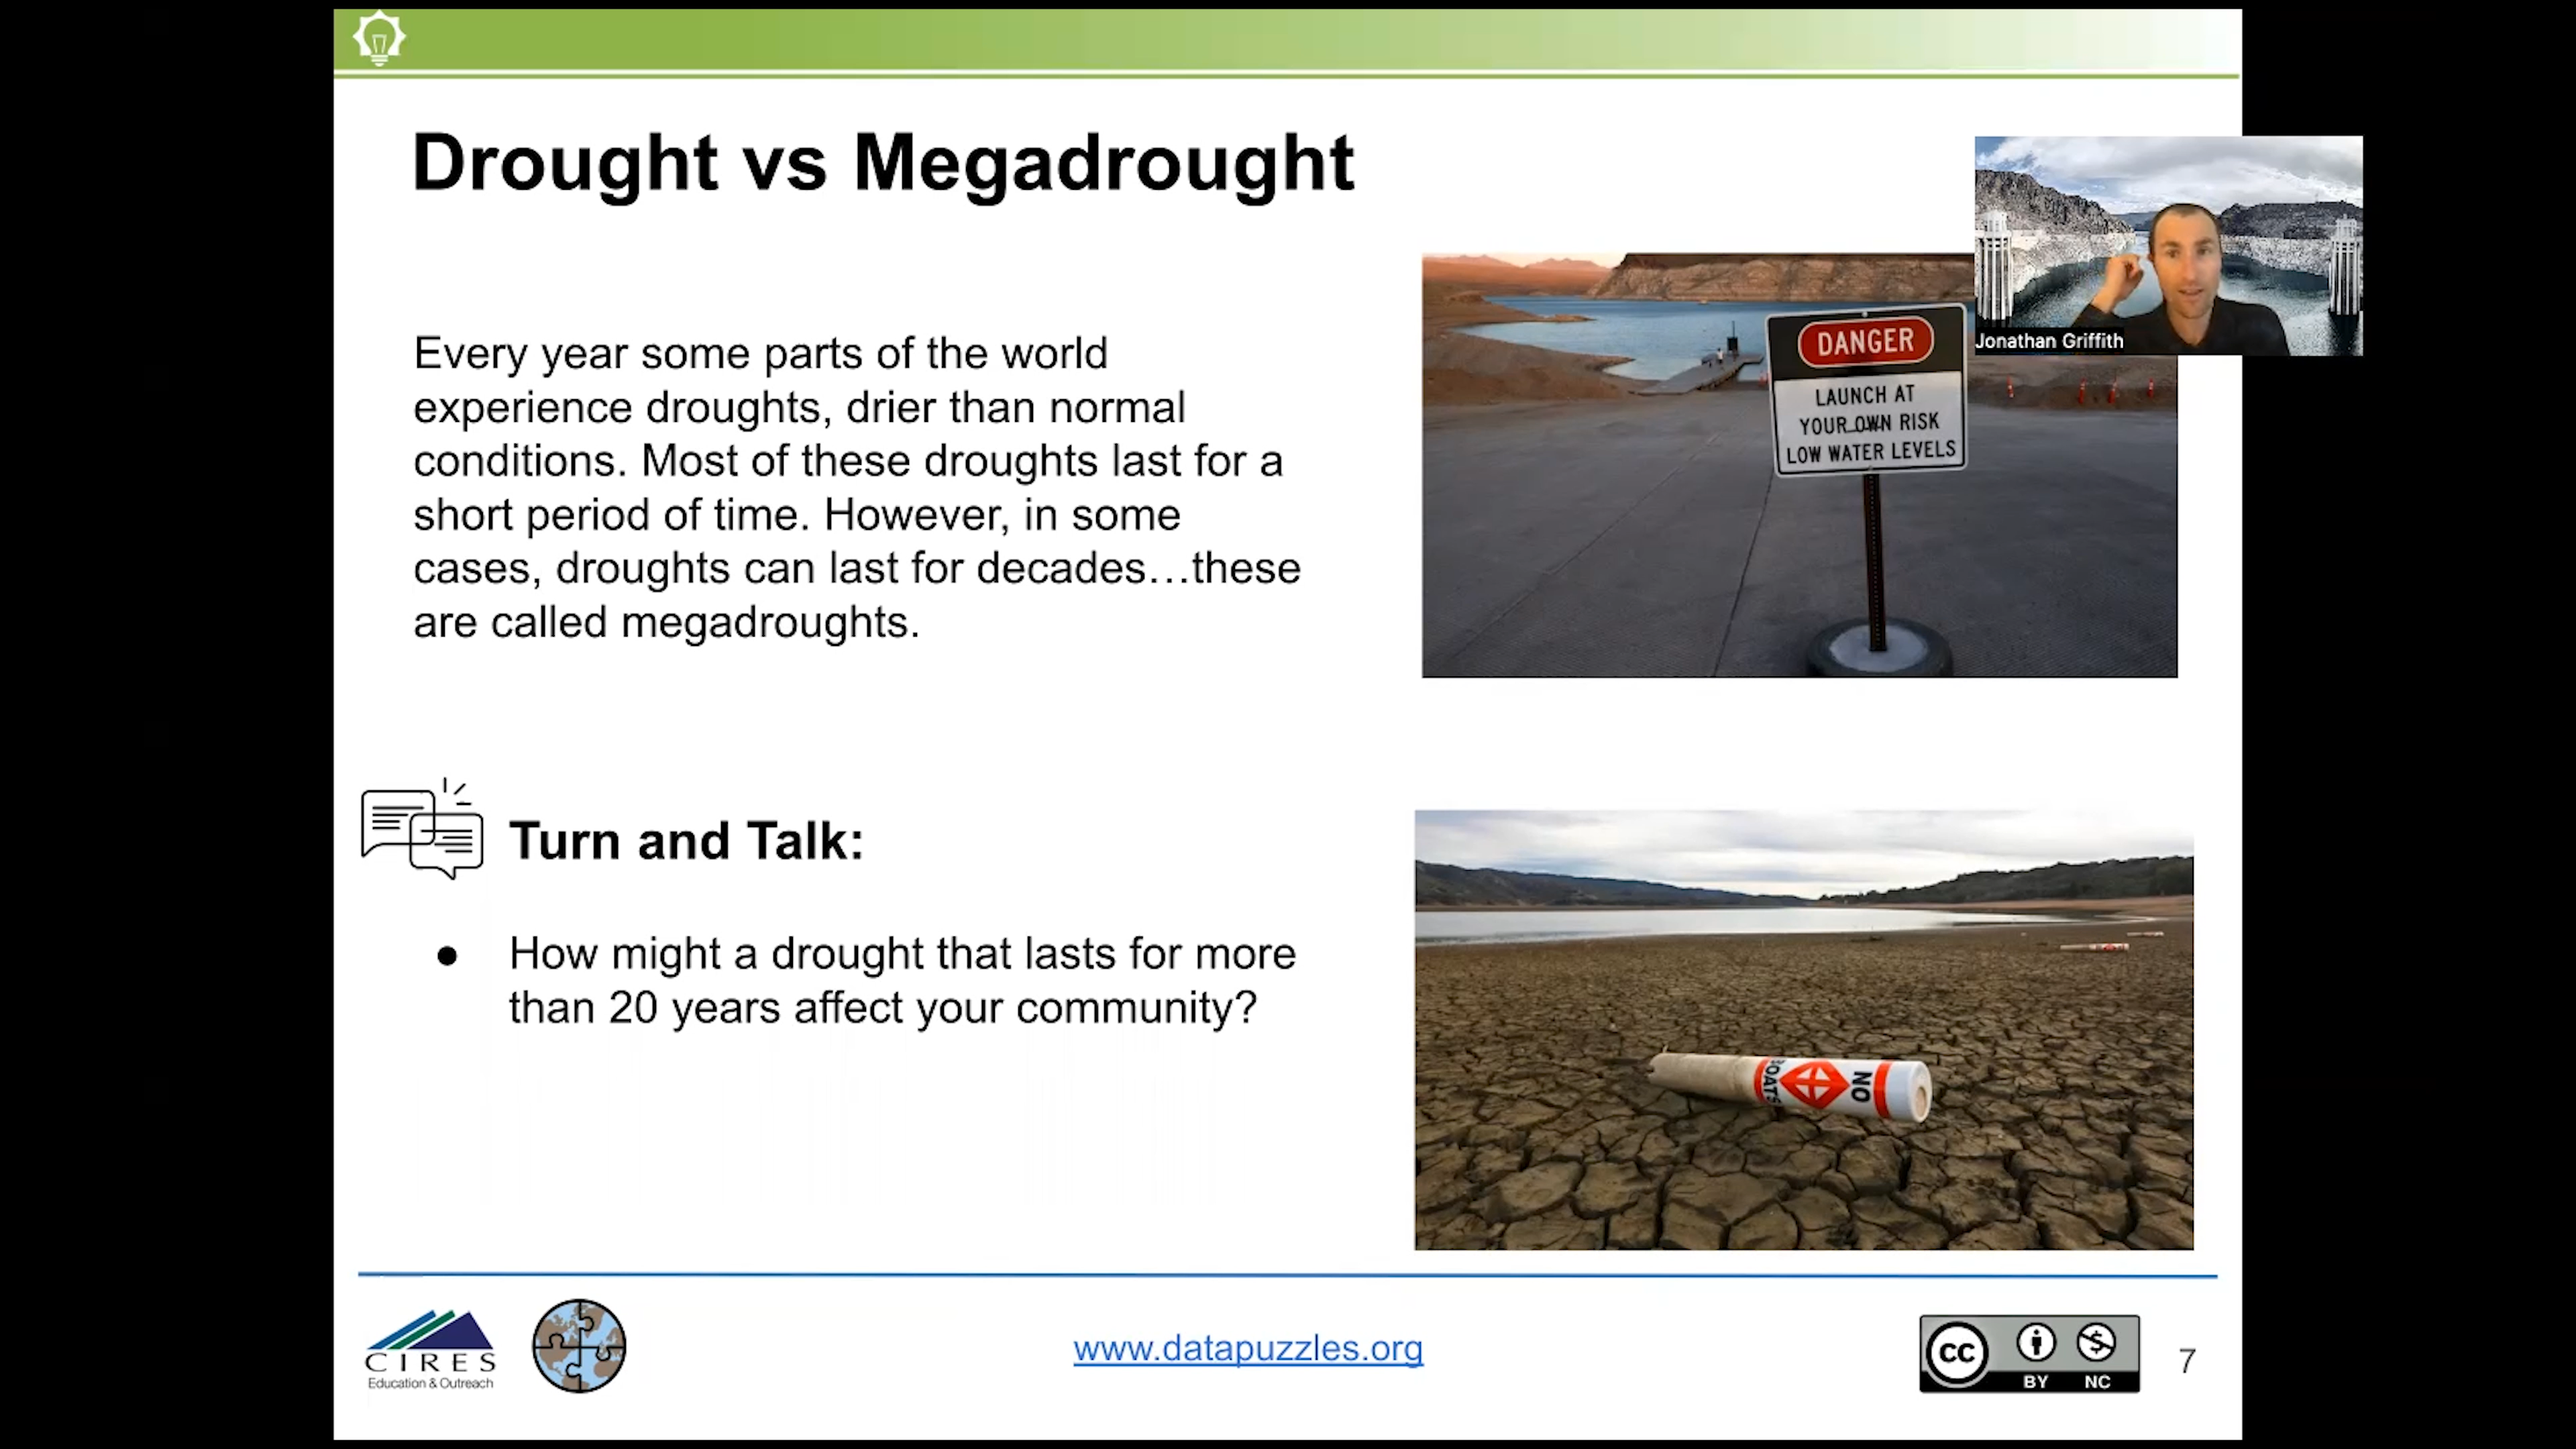 Drought vs Megadrought
Jonathan Griffith
Every year some parts of the world
experience droughts, drier than normal
conditions. Most of these droughts last for a
short period of time. However, in some
cases, droughts can last for decades…these
are called megadroughts.
DANGER
LAUNCH AT
YOUR OWN RISK
LOW WATER LEVELS
Turn and Talk:
● How might a drought that lasts for more
than 20 years affect your community?
NO
BOATS
CIRES
Education & Outreach
www.datapuzzles.org
cc
BY NC
7